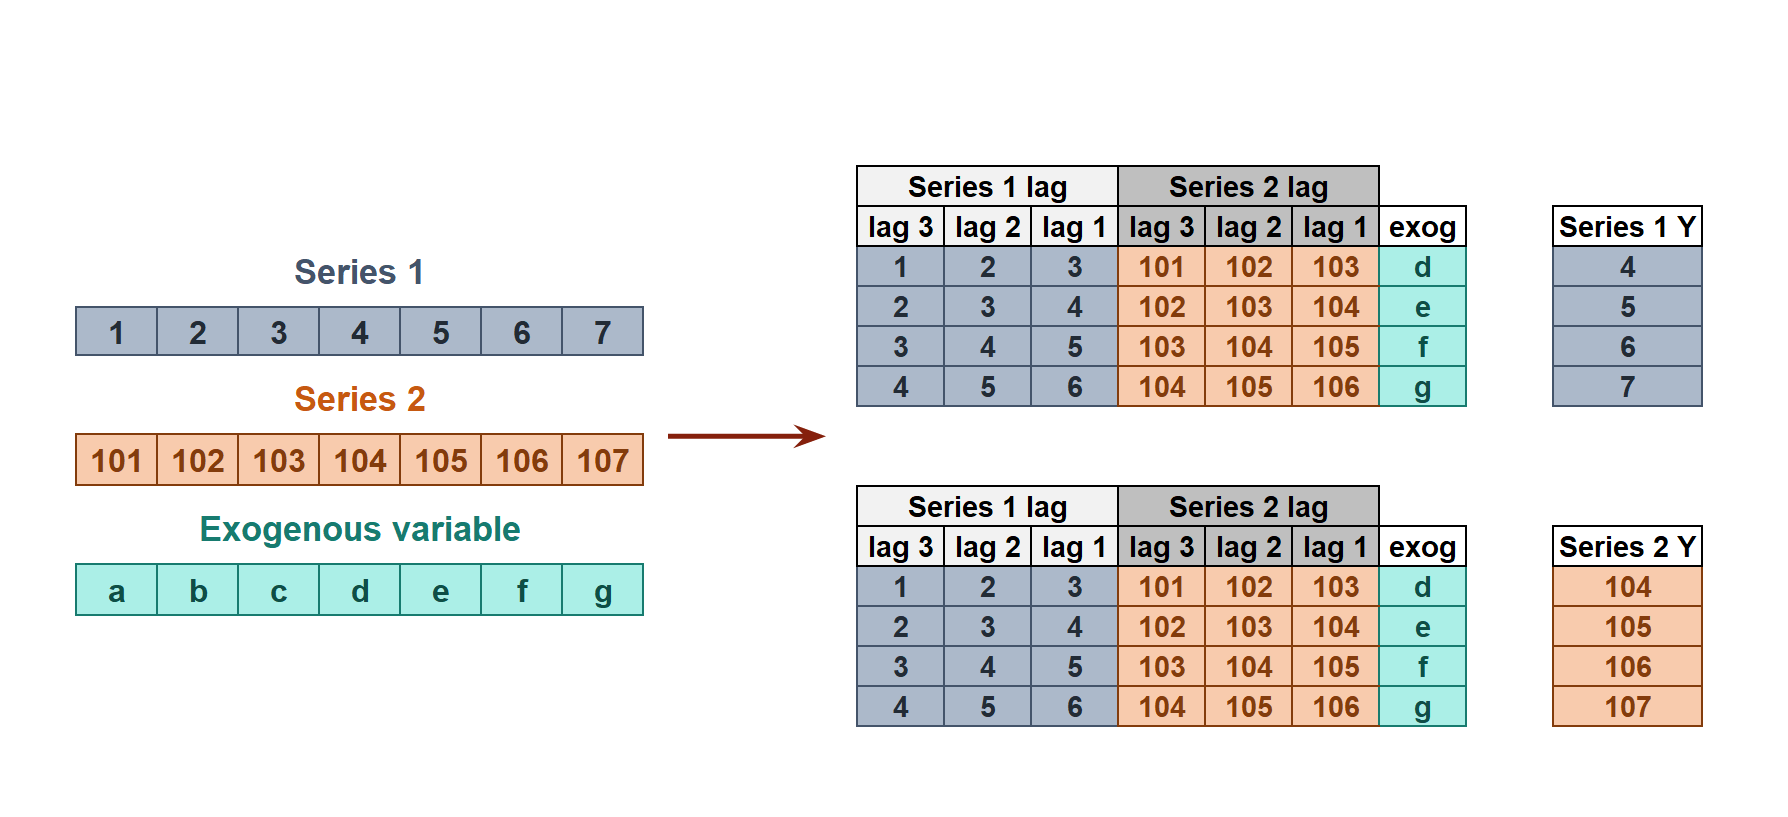 Series 1
1 2 3 4 5 6 7
Series 2
101 102 103 104 105 106 107
Exogenous variable
a b c d e f g
Series 1 lag Series 2 lag
lag 3 lag 2 lag 1 lag 3 lag 2 lag 1 exog
1 2 3 101 102 103 d
2 3 4 102 103 104 e
3 4 5 103 104 105 f
4 5 6 104 105 106 g
Series 1 Y
4
5
6
7
Series 1 lag Series 2 lag
lag 3 lag 2 lag 1 lag 3 lag 2 lag 1 exog
1 2 3 101 102 103 d
2 3 4 102 103 104 e
3 4 5 103 104 105 f
4 5 6 104 105 106 g
Series 2 Y
104
105
106
107